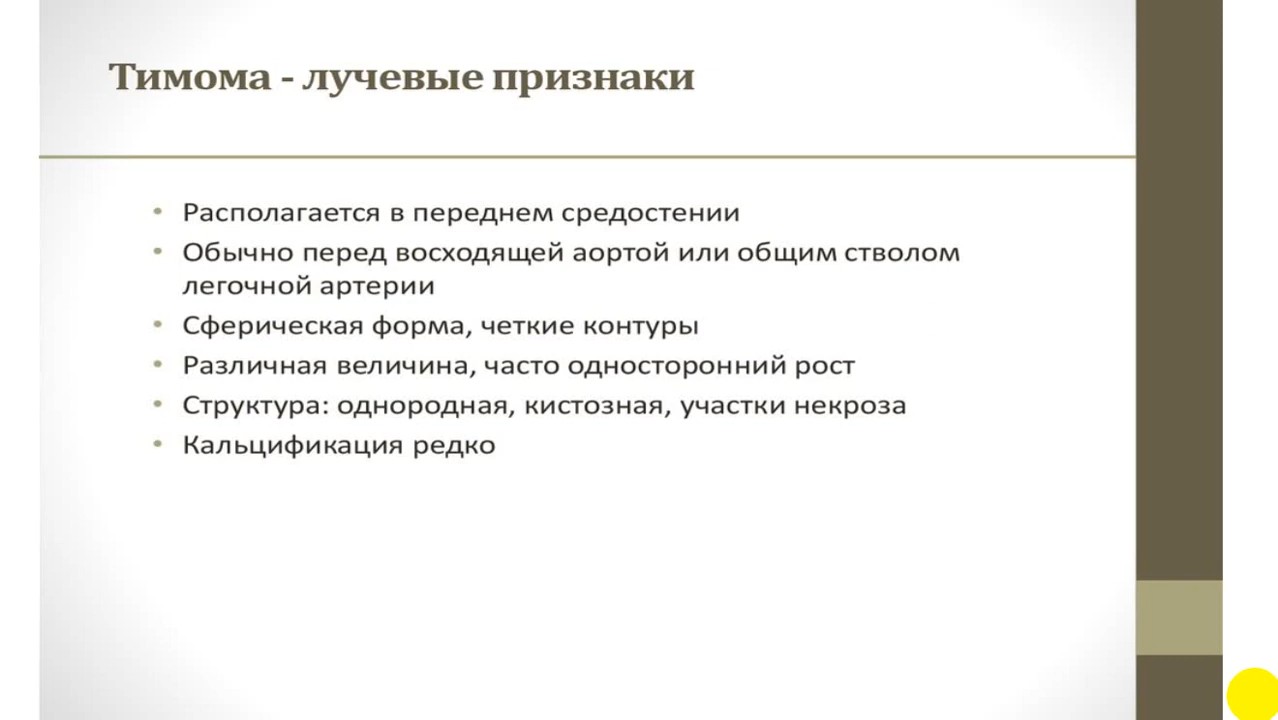 Тимома - лучевые признаки
• Располагается в переднем средостении
• Обычно перед восходящей аортой или общим стволом
легочной артерии
• Сферическая форма, четкие контуры
• Различная величина, часто односторонний рост
• Структура: однородная, кистозная, участки некроза
• Кальцификация редко